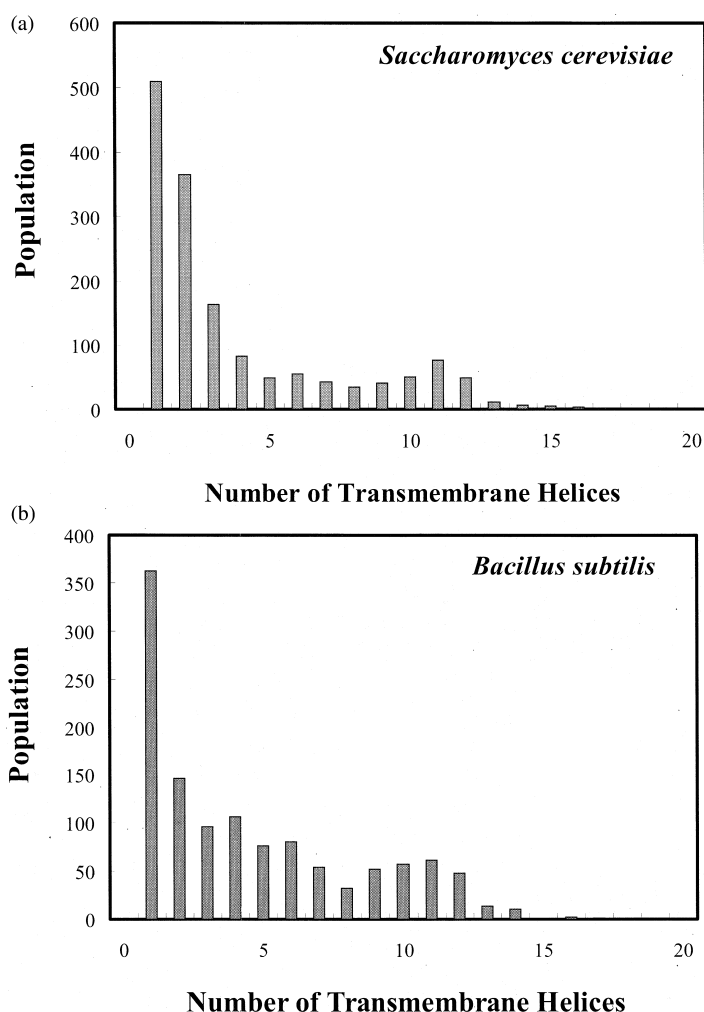 (a)
600
Saccharomyces cerevisiae
500
400
300
200
100
0
Population
0 5 10 15 20
Number of Transmembrane Helices
(b)
400
Bacillus subtilis
350
300
250
200
150
100
50
0
Population
0 5 10 15 20
Number of Transmembrane Helices